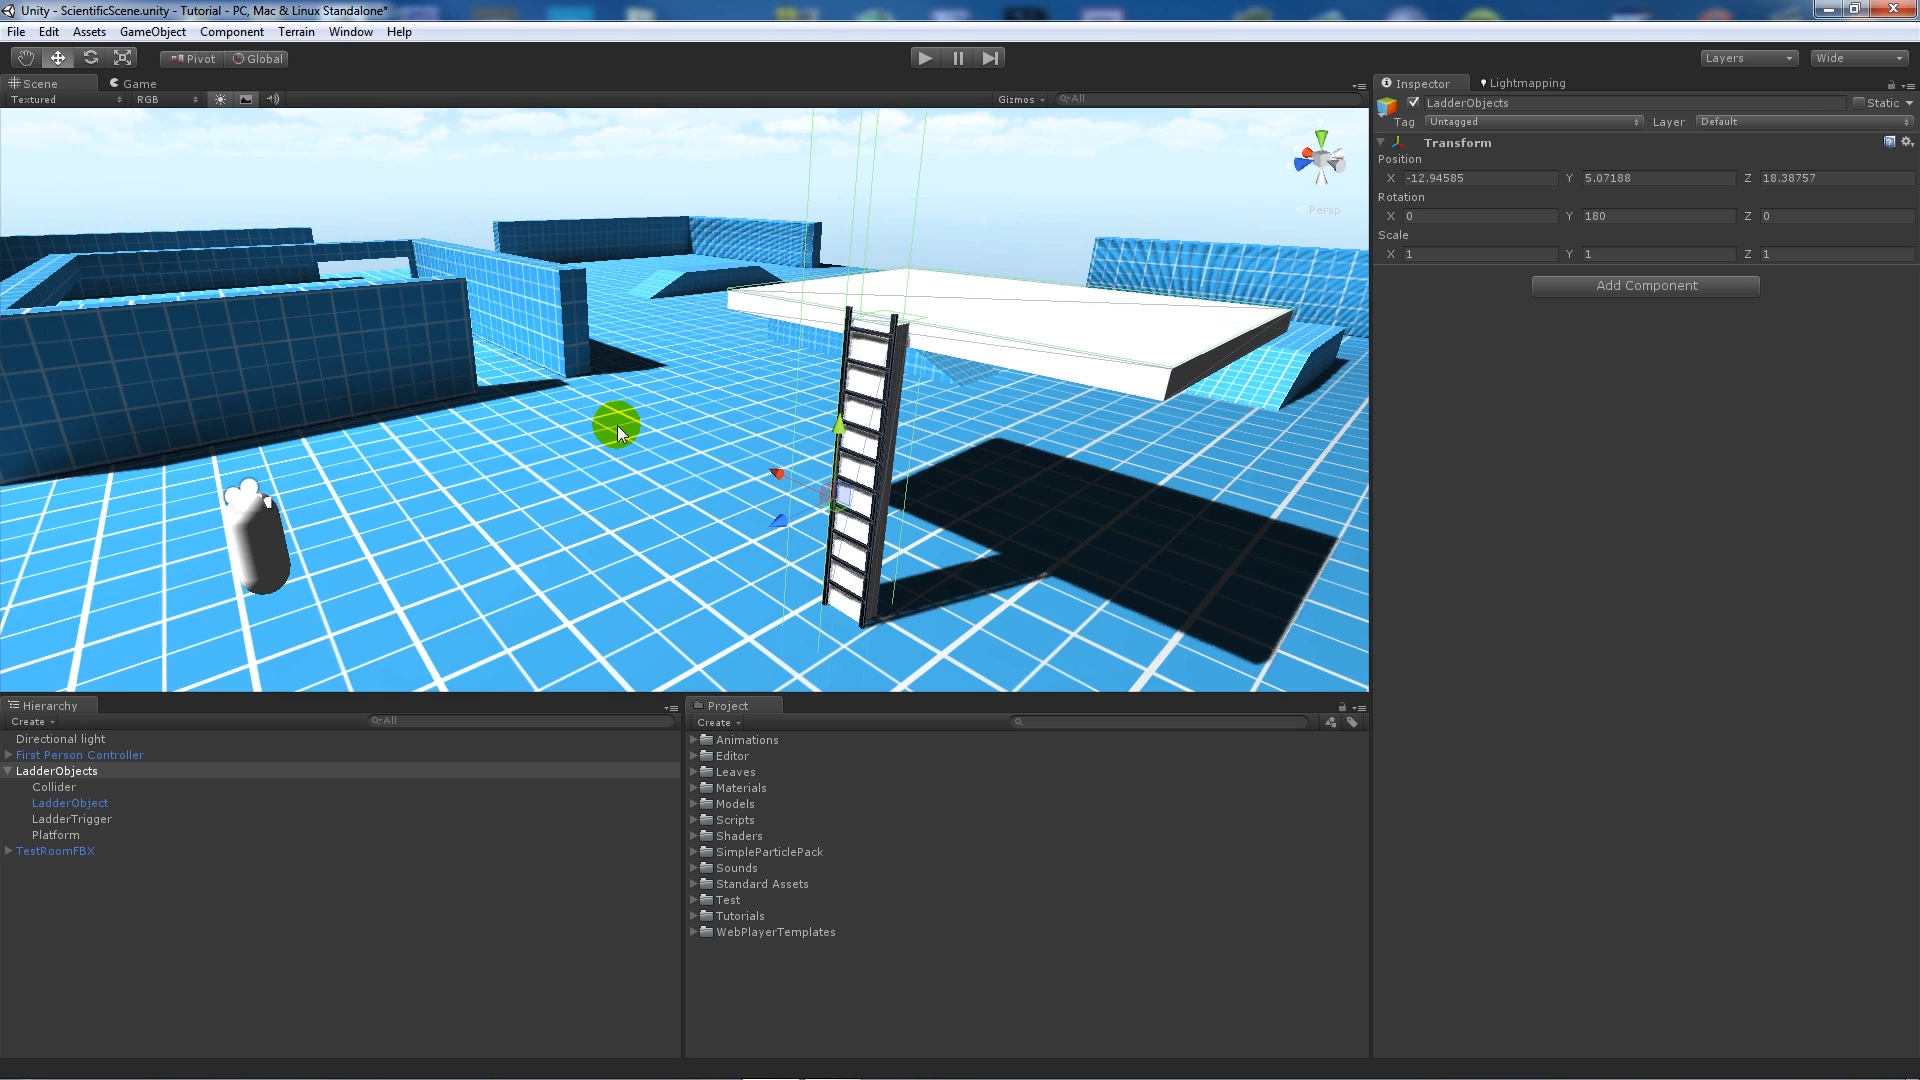 Unity - ScientificScene.unity - Tutorial - PC, Mac & Linux Standalone*
File Edit Assets GameObject Component Terrain Window Help
Pivot Global Layers Wide
Scene Game
Textured RGB Gizmos All
Persp
Inspector Lightmapping
LadderObjects Static
Tag Untagged Layer Default
Transform
Position
X -12.94585 Y 5.07188 Z 18.38757
Rotation
X 0 Y 180 Z 0
Scale
X 1 Y 1 Z 1
Add Component
Hierarchy
Create All
Directional light
First Person Controller
LadderObjects
Collider
LadderObject
LadderTrigger
Platform
TestRoomFBX
Project
Create
Animations
Editor
Leaves
Materials
Models
Scripts
Shaders
SimpleParticlePack
Sounds
Standard Assets
Test
Tutorials
WebPlayerTemplates